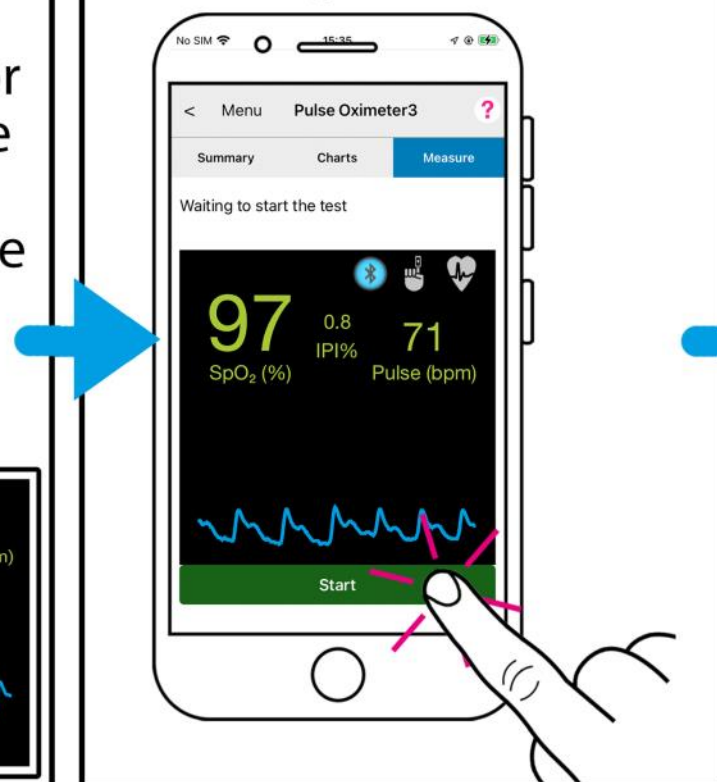 r
e
e
n)
No SIM 15:35
< Menu Pulse Oximeter3 ?
Summary Charts Measure
Waiting to start the test
97 0.8 71
IPI%
SpO₂ (%) Pulse (bpm)
Start